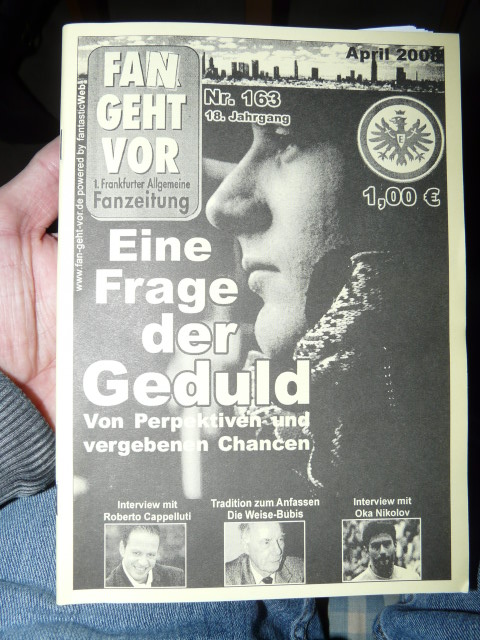 April 2008
FAN
GEHT
VOR
1. Frankfurter Allgemeine
Fanzeitung
Nr. 163
18. Jahrgang
1,00 €
www.fan-geht-vor.de powered by fantasticWeb
Eine
Frage
der
Geduld
Von Perpektiven und
vergebenen Chancen
Interview mit
Roberto Cappelluti
Tradition zum Anfassen
Die Weise-Bubis
Interview mit
Oka Nikolov